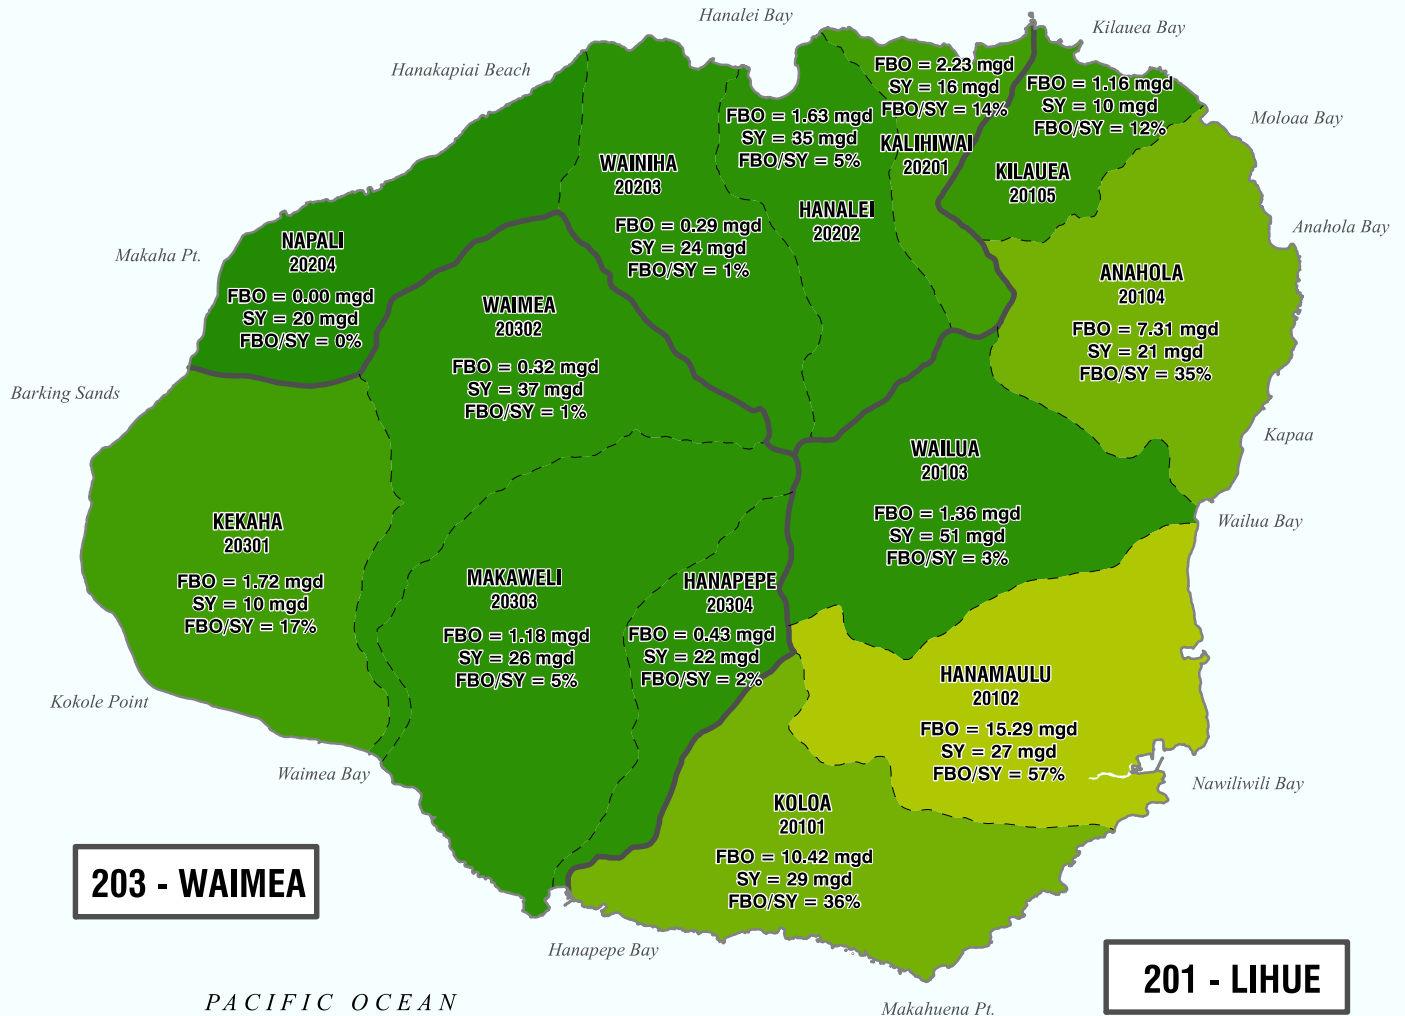 Hanalei Bay
Kilauea Bay
Hanakapiai Beach
FBO = 2.23 mgd
SY = 16 mgd
FBO/SY = 14%
KALIHIWAI
20201
FBO = 1.16 mgd
SY = 10 mgd
FBO/SY = 12%
KILAUEA
20105
Moloaa Bay
FBO = 1.63 mgd
SY = 35 mgd
FBO/SY = 5%
HANALEI
20202
WAINIHA
20203
FBO = 0.29 mgd
SY = 24 mgd
FBO/SY = 1%
Anahola Bay
Makaha Pt.
NAPALI
20204
FBO = 0.00 mgd
SY = 20 mgd
FBO/SY = 0%
WAIMEA
20302
FBO = 0.32 mgd
SY = 37 mgd
FBO/SY = 1%
ANAHOLA
20104
FBO = 7.31 mgd
SY = 21 mgd
FBO/SY = 35%
Barking Sands
Kapaa
WAILUA
20103
FBO = 1.36 mgd
SY = 51 mgd
FBO/SY = 3%
Wailua Bay
KEKAHA
20301
FBO = 1.72 mgd
SY = 10 mgd
FBO/SY = 17%
MAKAWELI
20303
FBO = 1.18 mgd
SY = 26 mgd
FBO/SY = 5%
HANAPEPE
20304
FBO = 0.43 mgd
SY = 22 mgd
FBO/SY = 2%
HANAMAULU
20102
FBO = 15.29 mgd
SY = 27 mgd
FBO/SY = 57%
Kokole Point
Waimea Bay
Nawiliwili Bay
KOLOA
20101
FBO = 10.42 mgd
SY = 29 mgd
FBO/SY = 36%
203 - WAIMEA
Hanapepe Bay
201 - LIHUE
PACIFIC OCEAN
Makahuena Pt.